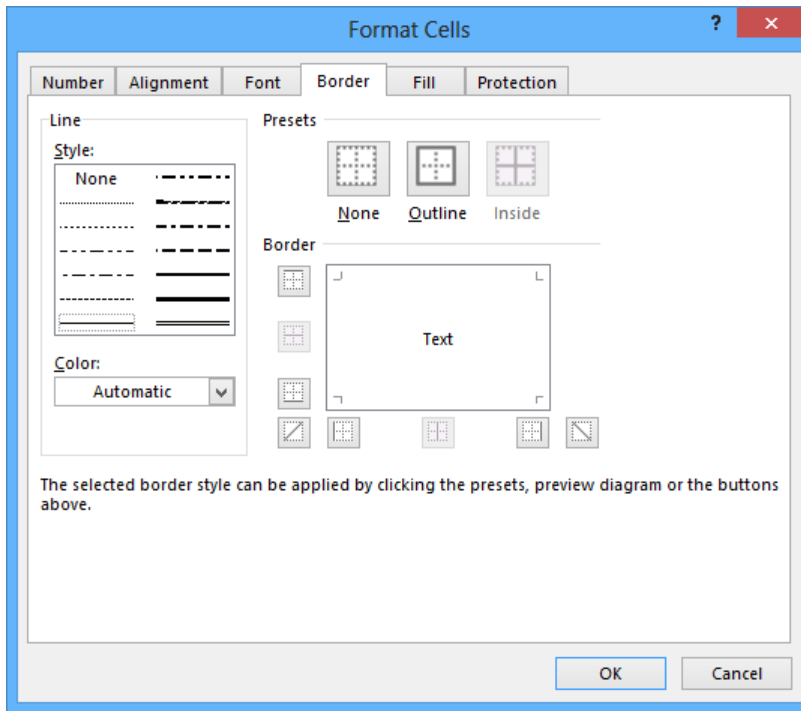 Format Cells ?
Number Alignment Font Border Fill Protection
Line
Style:
None
Color:
Automatic
Presets
None Outline Inside
Border
Text
The selected border style can be applied by clicking the presets, preview diagram or the buttons
above.
OK Cancel